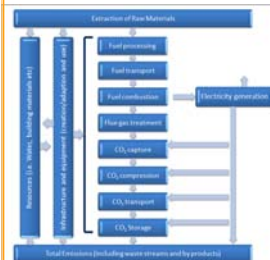 Extraction of Raw Materials
Resources (i.e. Water, building materials etc)
Infrastructure and equipment (creation/adaption and use)
Fuel processing
Fuel transport
Fuel combustion
Electricity generation
Flue-gas treatment
CO₂ capture
CO₂ compression
CO₂ transport
CO₂ Storage
Total Emissions (Including waste streams and by products)